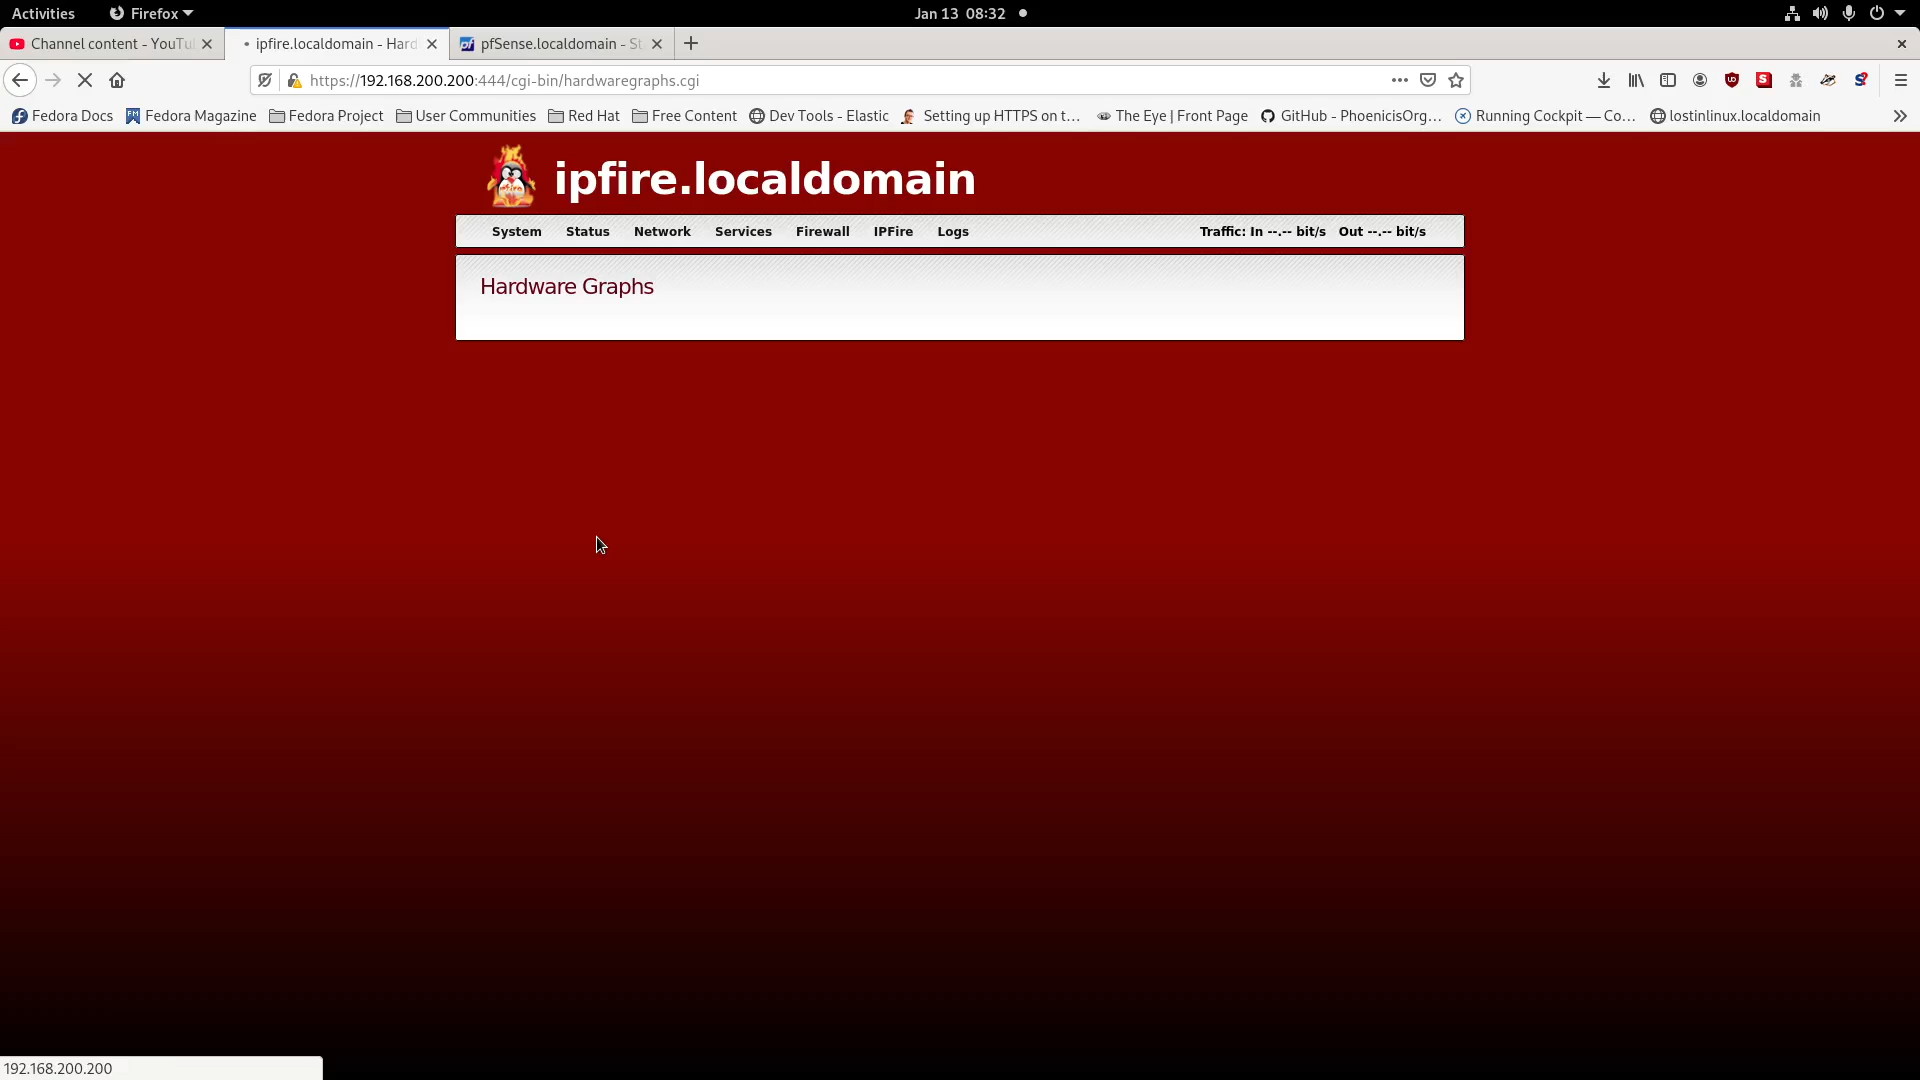 Activities Firefox Jan 13 08:32
Channel content - YouTu ipfire.localdomain - Hard pfSense.localdomain - St
https://192.168.200.200:444/cgi-bin/hardwaregraphs.cgi
Fedora Docs Fedora Magazine Fedora Project User Communities Red Hat Free Content Dev Tools - Elastic Setting up HTTPS on t… The Eye | Front Page GitHub - PhoenicisOrg… Running Cockpit — Co… lostinlinux.localdomain
ipfire.localdomain
System Status Network Services Firewall IPFire Logs Traffic: In --.-- bit/s Out --.-- bit/s
Hardware Graphs
192.168.200.200